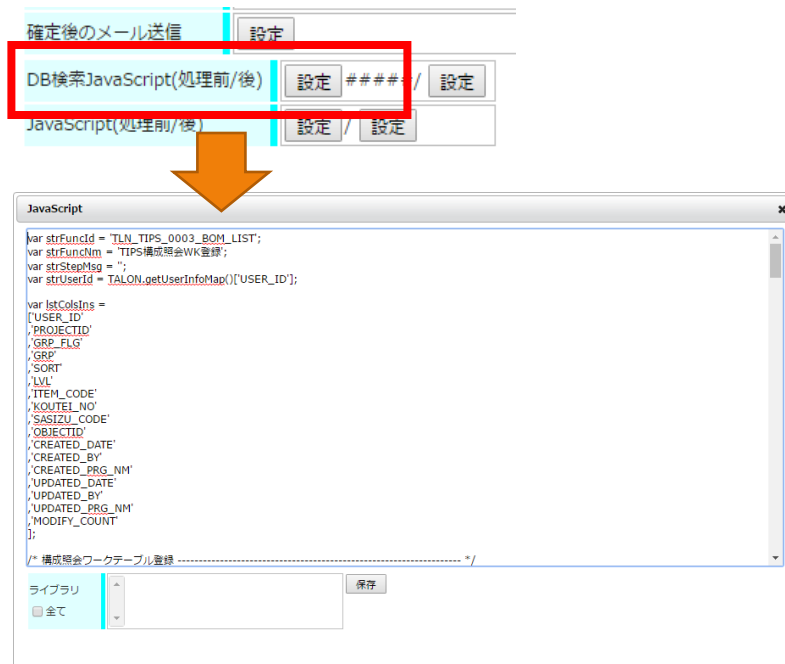 確定後のメール送信 設定
DB検索JavaScript(処理前/後) 設定 #####/ 設定
JavaScript(処理前/後) 設定 / 設定
JavaScript ×
var strFuncId = 'TLN_TIPS_0003_BOM_LIST';
var strFuncNm = 'TIPS構成照会WK登録';
var strStepMsg = '';
var strUserId = TALON.getUserInfoMap()['USER_ID'];
var lstColsIns =
['USER_ID'
,'PROJECTID'
,'GRP_FLG'
,'GRP'
,'SORT'
,'LVL'
,'ITEM_CODE'
,'KOUTEI_NO'
,'SASIZU_CODE'
,'OBJECTID'
,'CREATED_DATE'
,'CREATED_BY'
,'CREATED_PRG_NM'
,'UPDATED_DATE'
,'UPDATED_BY'
,'UPDATED_PRG_NM'
,'MODIFY_COUNT'
];
/* 構成照会ワークテーブル登録 ------------------------------------------------------------------- */
ライブラリ 保存
全て